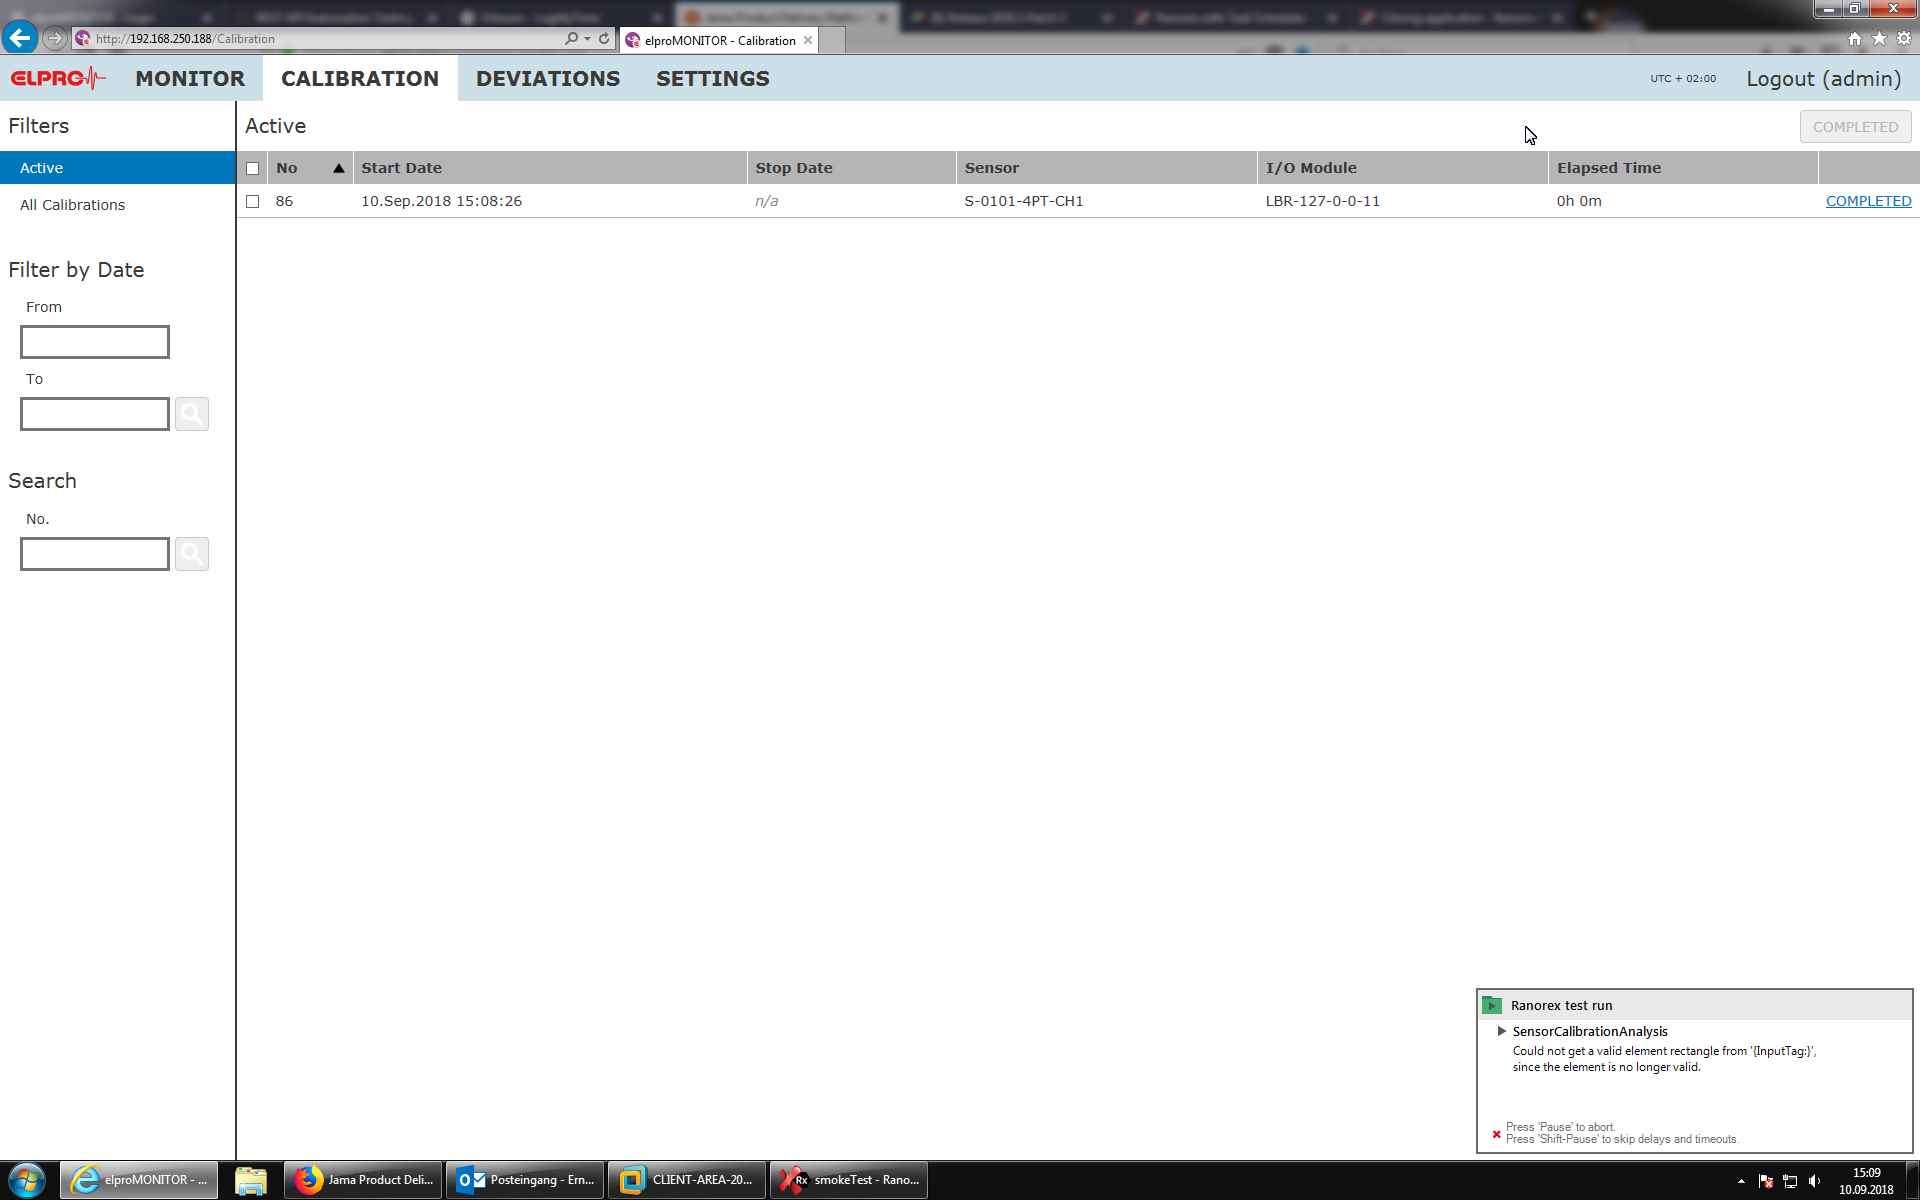 http://192.168.250.188/Calibration
elproMONITOR - Calibration
ELPRO
MONITOR
CALIBRATION
DEVIATIONS
SETTINGS
UTC + 02:00
Logout (admin)
Filters
Active
COMPLETED
Active
No
Start Date
Stop Date
Sensor
I/O Module
Elapsed Time
86
10.Sep.2018 15:08:26
n/a
S-0101-4PT-CH1
LBR-127-0-0-11
0h 0m
COMPLETED
All Calibrations
Filter by Date
From
To
Search
No.
Ranorex test run
SensorCalibrationAnalysis
Could not get a valid element rectangle from '{InputTag:}',
since the element is no longer valid.
Press 'Pause' to abort.
Press 'Shift-Pause' to skip delays and timeouts.
elproMONITOR - ...
Jama Product Deli...
Posteingang - Ern...
CLIENT-AREA-20...
Rx
smokeTest - Rano...
15:09
10.09.2018